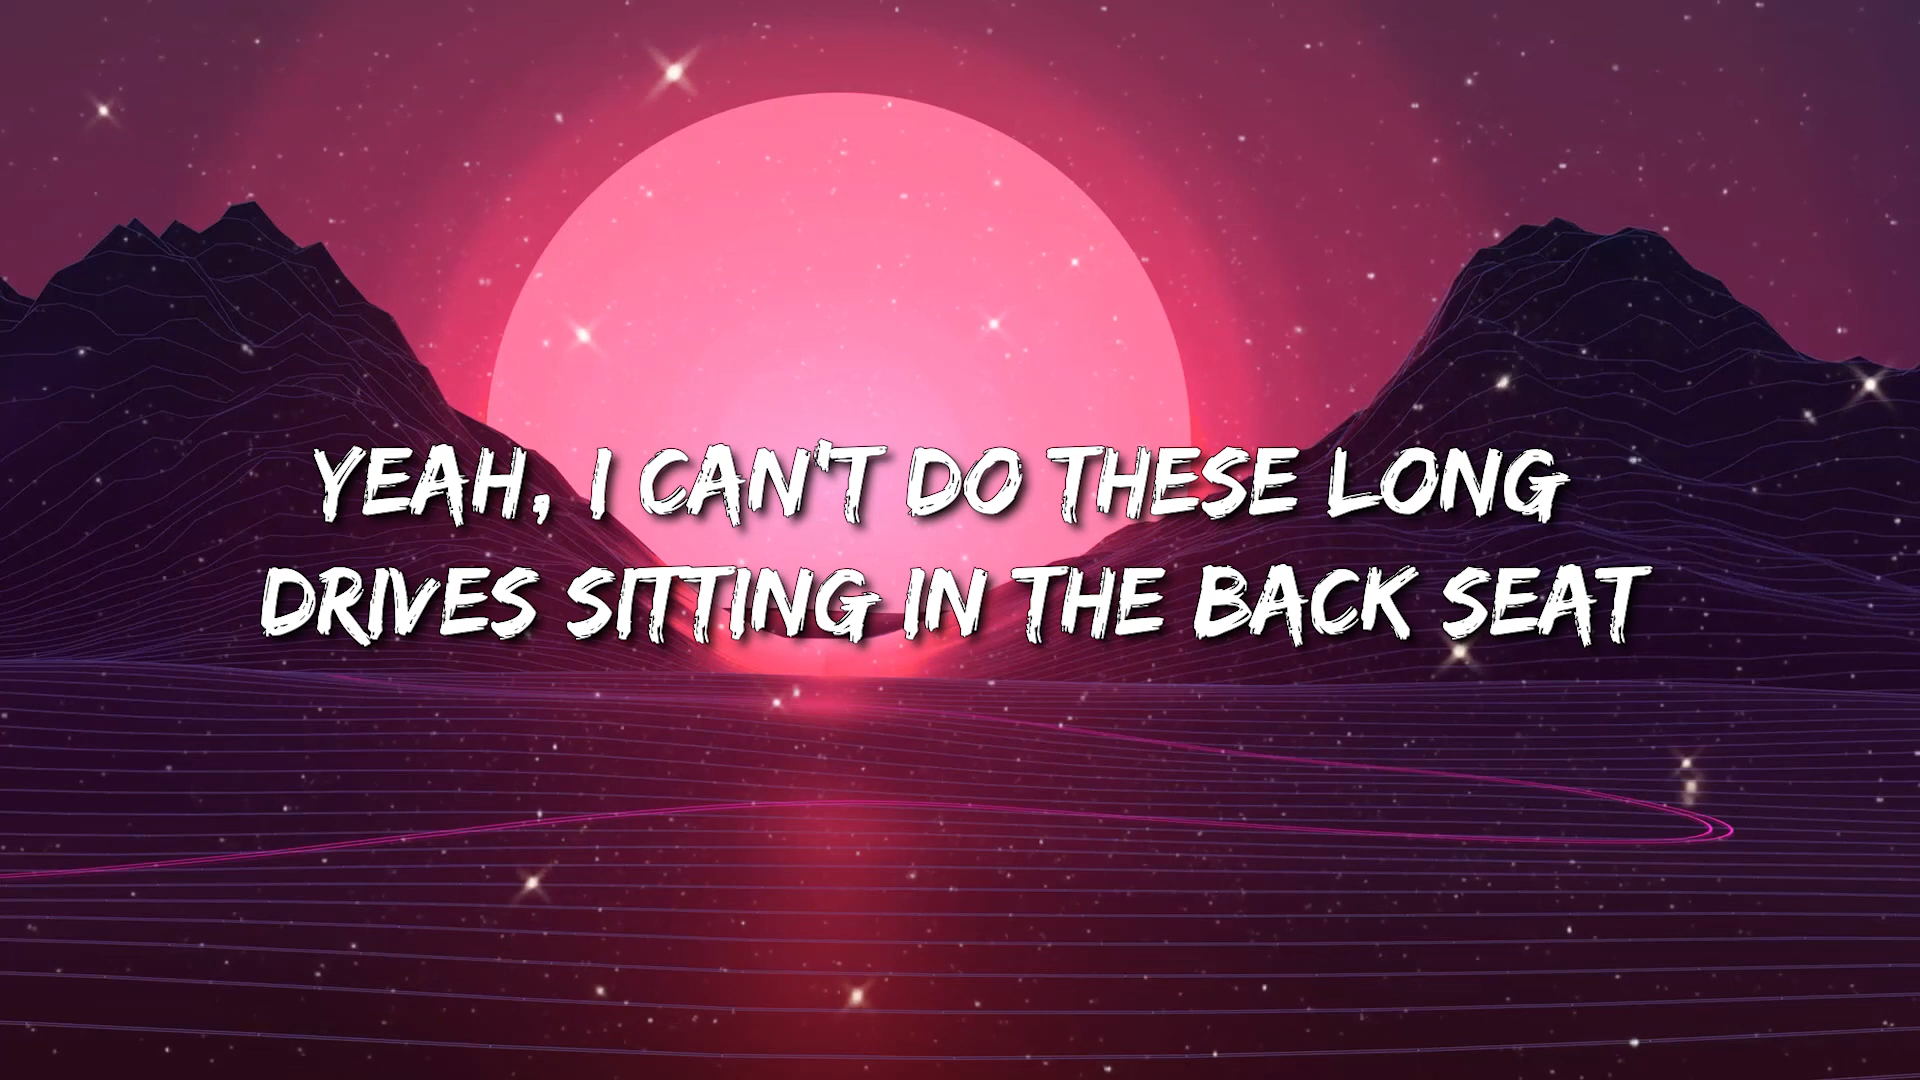 YEAH, I CAN'T DO THESE LONG
DRIVES SITTING IN THE BACK SEAT